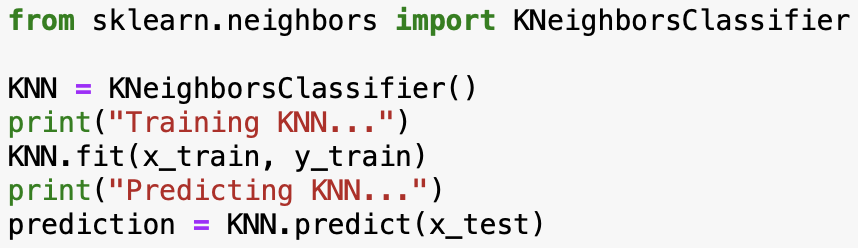 from sklearn.neighbors import KNeighborsClassifier
KNN = KNeighborsClassifier()
print("Training KNN...")
KNN.fit(x_train, y_train)
print("Predicting KNN...")
prediction = KNN.predict(x_test)